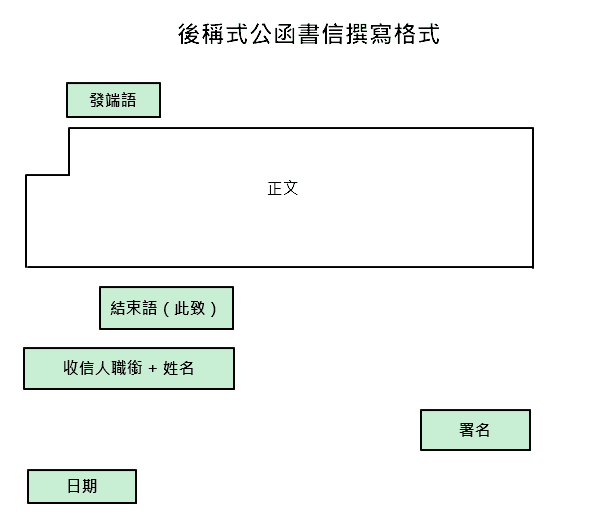 後稱式公函書信撰寫格式
發端語
正文
結束語（此致）
收信人職銜 + 姓名
署名
日期